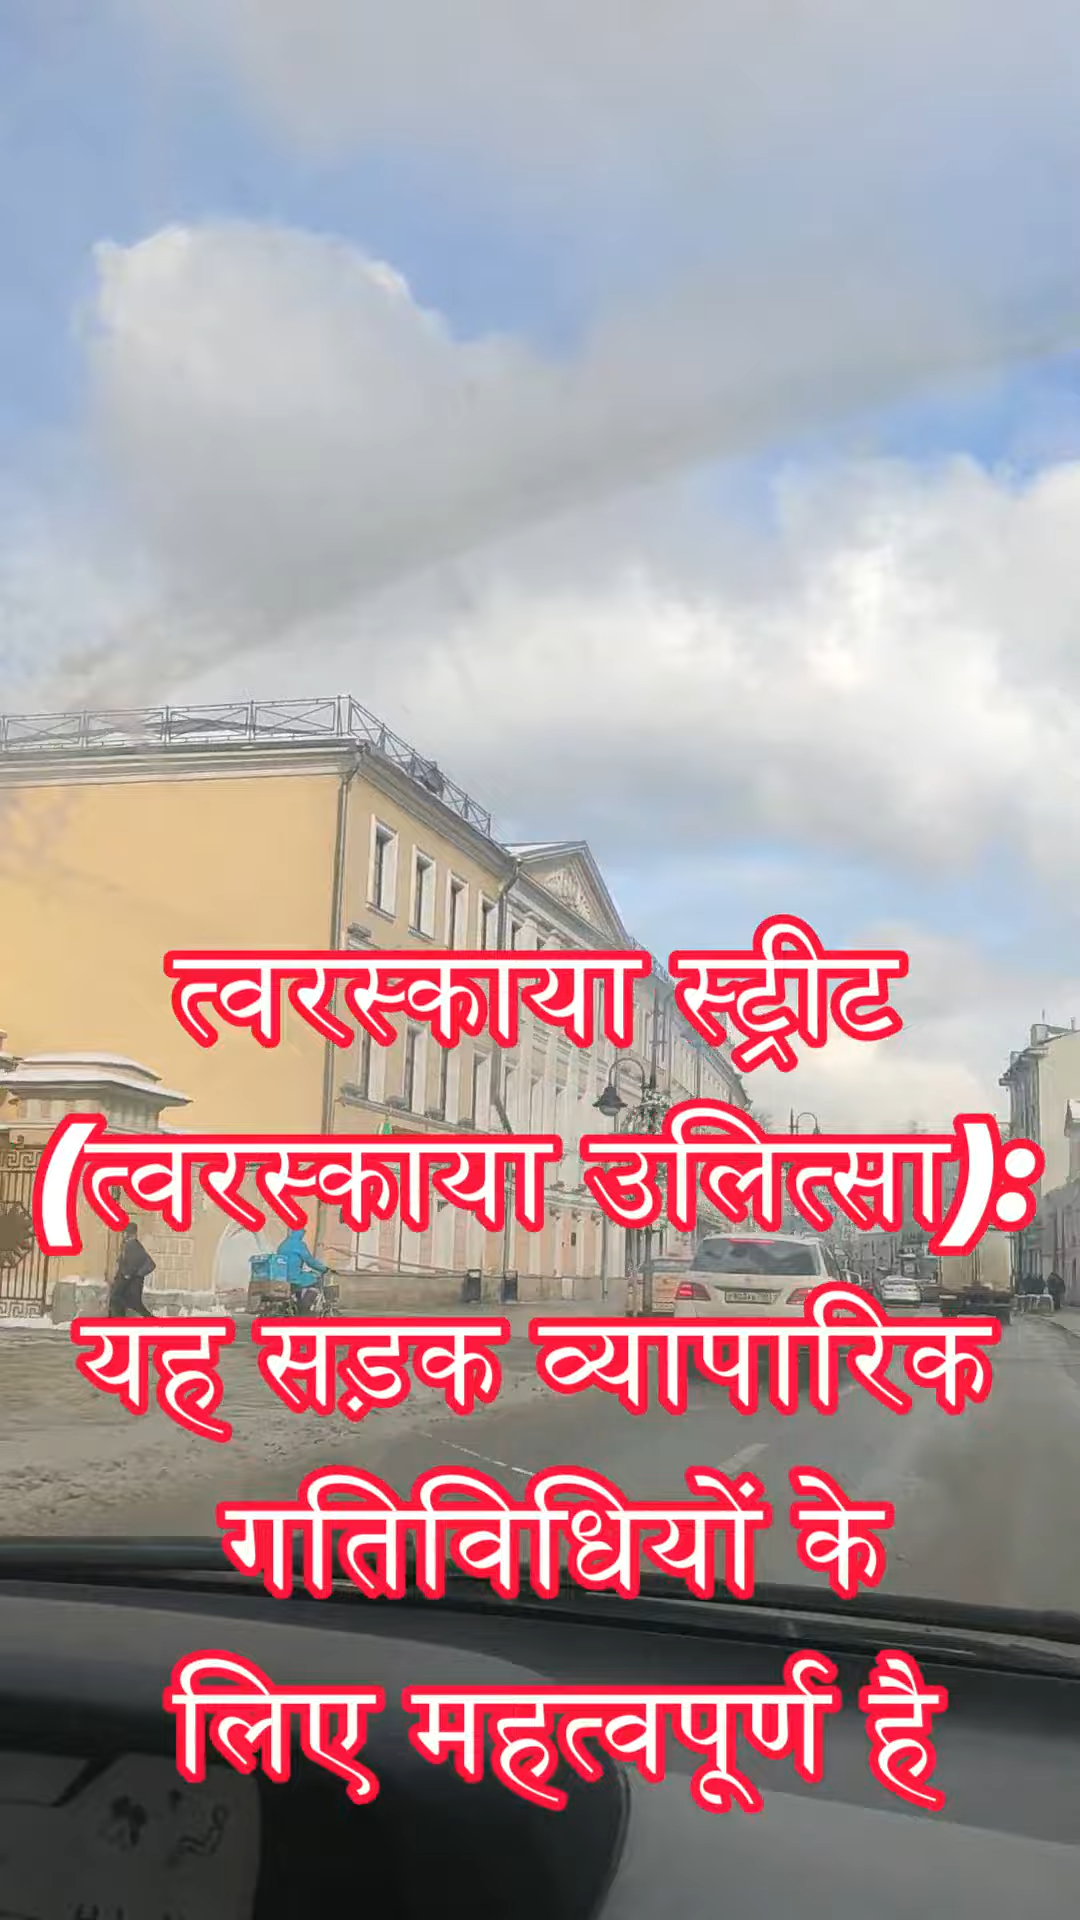 त्वरस्काया स्ट्रीट
(त्वरस्काया उलित्सा):
यह सड़क व्यापारिक
गतिविधियों के
लिए महत्वपूर्ण है